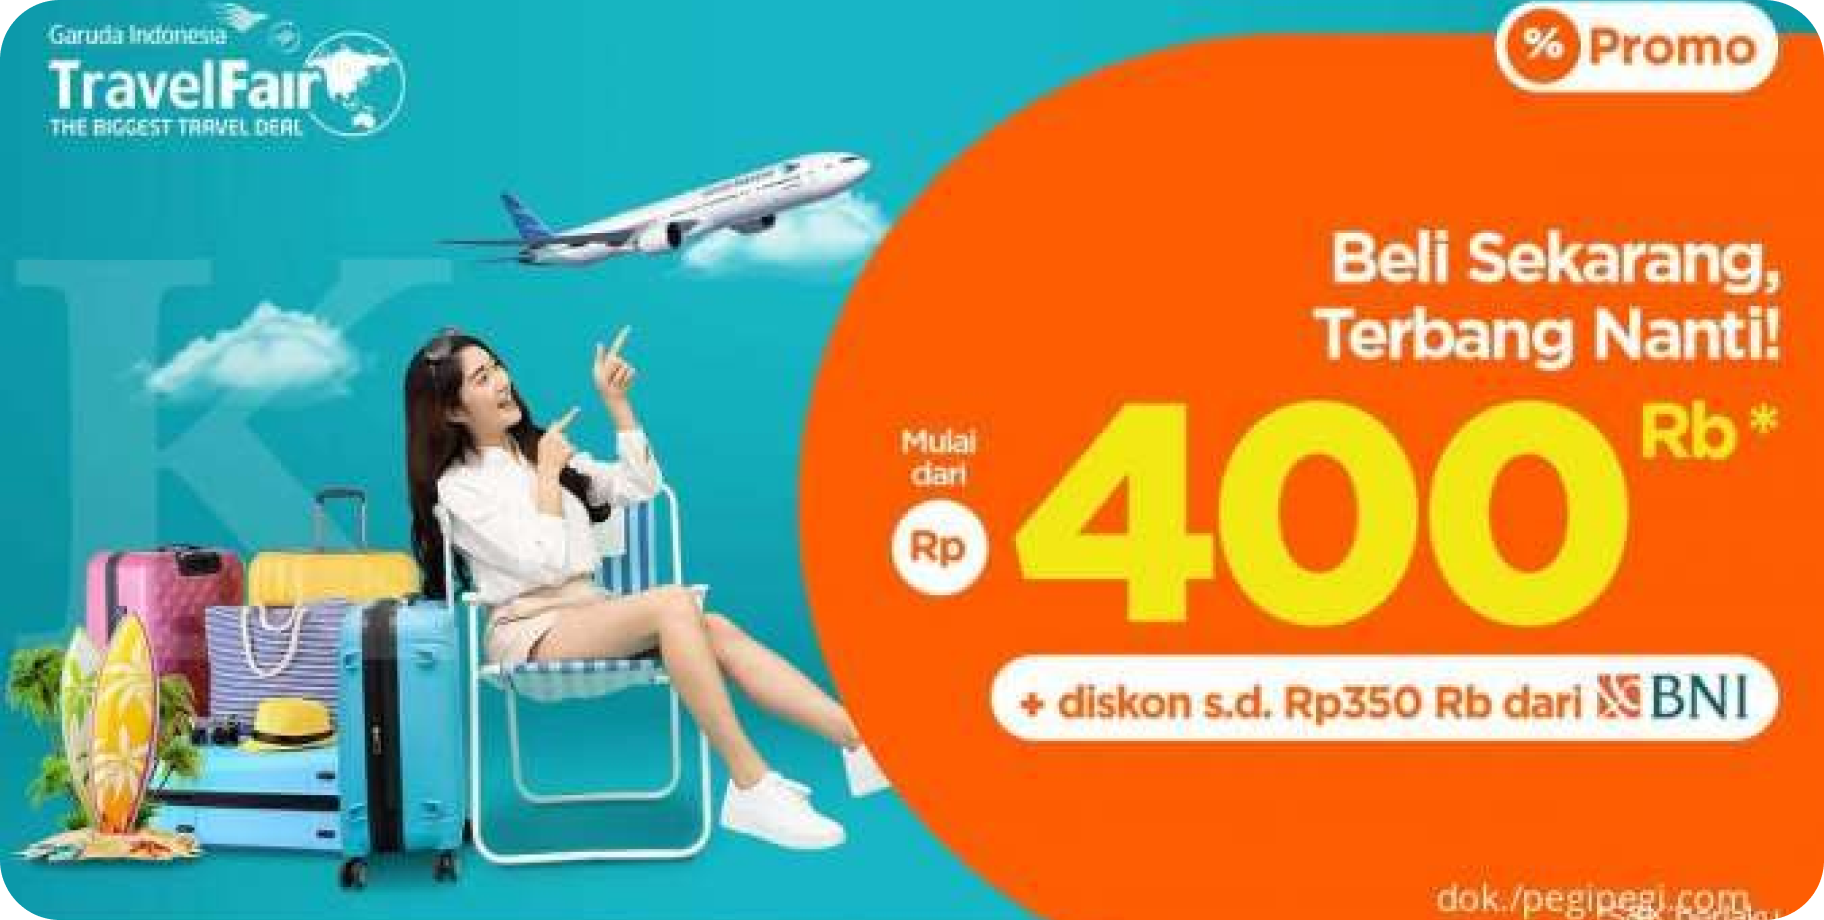 Garuda Indonesia
TravelFair
THE BIGGEST TRAVEL DEAL
% Promo
Beli Sekarang,
Terbang Nanti!
Mulai
dari
Rp
400 Rb*
+ diskon s.d. Rp350 Rb dari BNI
K
dok./pegipegi.com